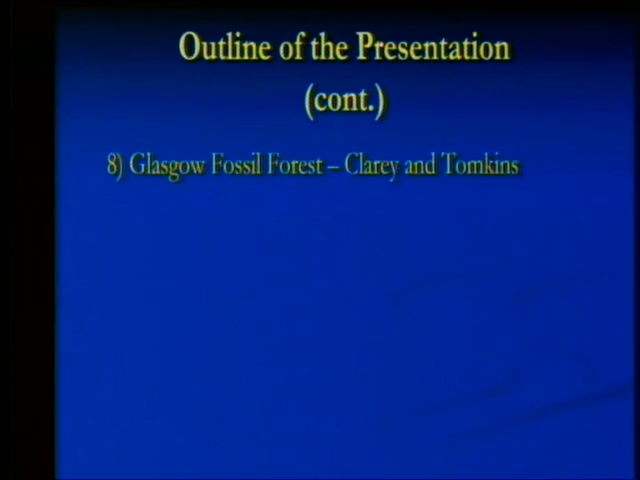 Outline of the Presentation
(cont.)
8) Glasgow Fossil Forest – Clarey and Tomkins